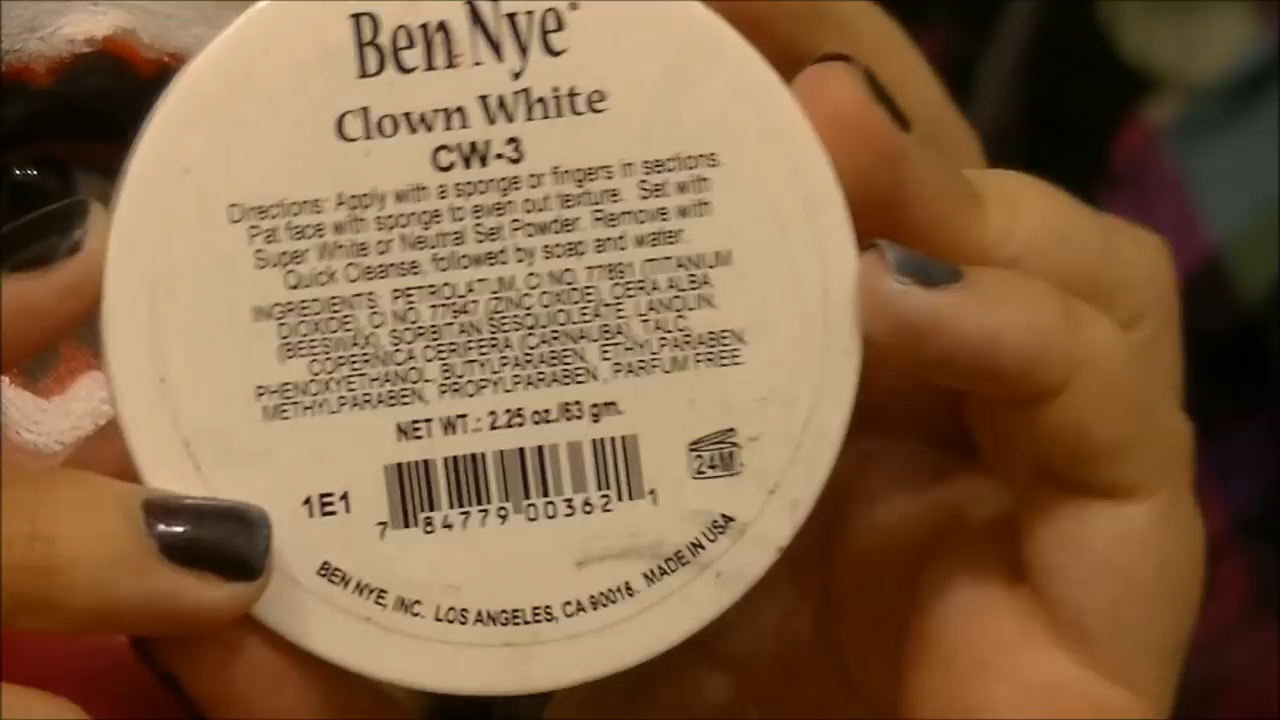 Ben Nye
Clown White
CW-3
Directions: Apply with a sponge or fingers in sections.
Pat face with sponge to even out texture. Set with
Super White or Neutral Set Powder. Remove with
Quick Cleanse, followed by soap and water.
INGREDIENTS: PETROLATUM, CI NO. 77891 (TITANIUM
DIOXIDE), CI NO. 77947 (ZINC OXIDE), CERA ALBA
(BEESWAX), SORBITAN SESQUIOLEATE, LANOLIN,
COPERNICA CERIFERA (CARNAUBA), TALC,
PHENOXYETHANOL, BUTYLPARABEN, ETHYLPARABEN,
METHYLPARABEN, PROPYLPARABEN, PARFUM FREE.
NET WT.: 2.25 oz./63 gm.
24M
1E1
7 84779 00362 1
BEN NYE, INC. LOS ANGELES, CA 90016. MADE IN USA